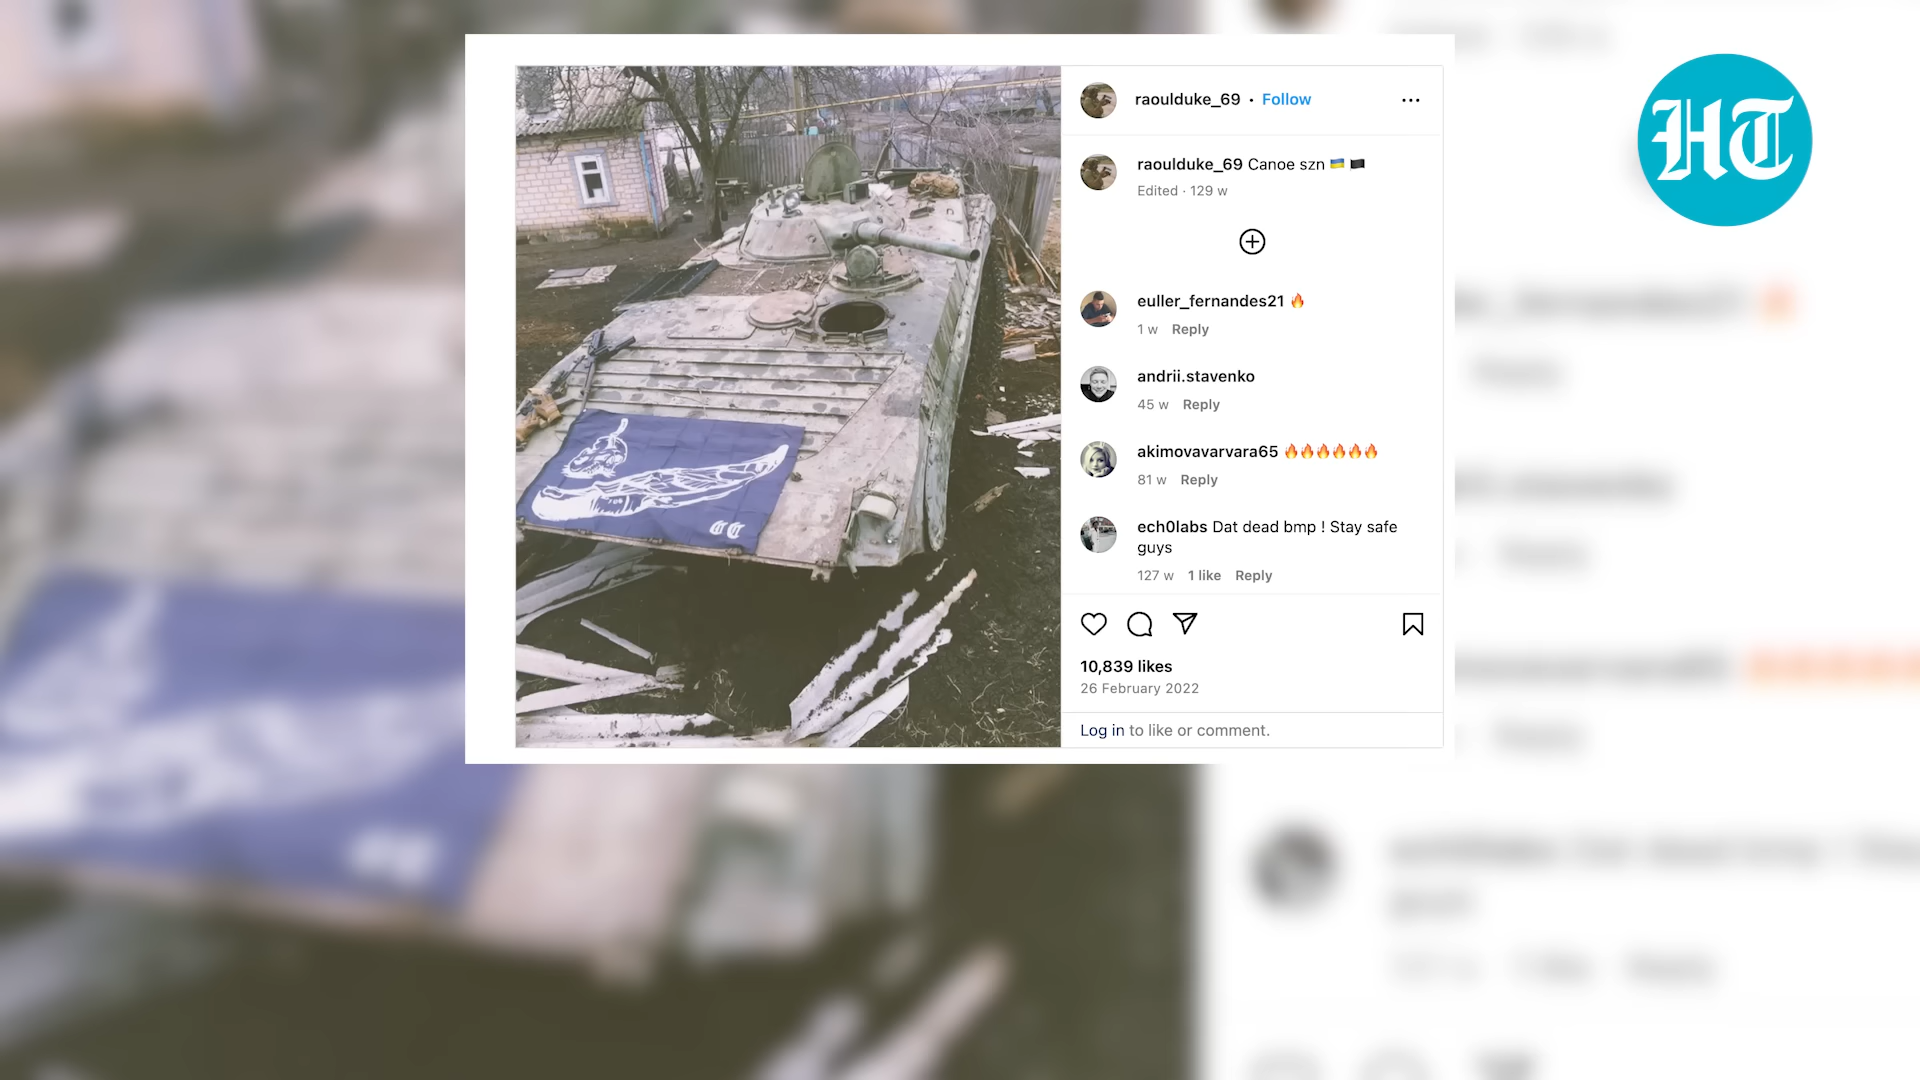 raoulduke_69 • Follow
raoulduke_69 Canoe szn 🇺🇦 🏴
Edited · 129 w
euller_fernandes21 🔥
1 w Reply
andrii.stavenko
45 w Reply
akimovavarvara65 🔥🔥🔥🔥🔥🔥
81 w Reply
ech0labs Dat dead bmp ! Stay safe
guys
127 w 1 like Reply
10,839 likes
26 February 2022
Log in to like or comment.
HT